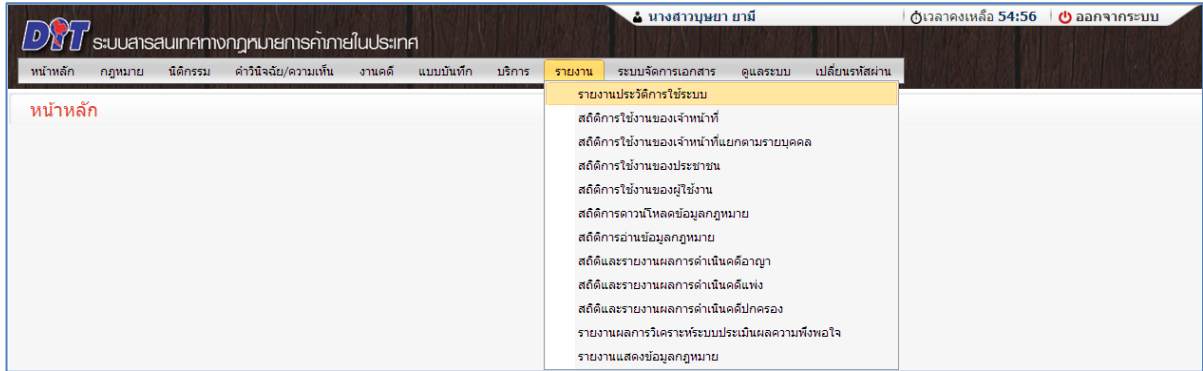 นางสาวบุษยา ยามี เวลาคงเหลือ 54:56 ออกจากระบบ
DIT ระบบสารสนเทศทางกฎหมายการค้าภายในประเทศ
หน้าหลัก กฎหมาย นิติกรรม คำวินิจฉัย/ความเห็น งานคดี แบบบันทึก บริการ รายงาน ระบบจัดการเอกสาร ดูแลระบบ เปลี่ยนรหัสผ่าน
รายงานประวัติการใช้ระบบ
หน้าหลัก
สถิติการใช้งานของเจ้าหน้าที่
สถิติการใช้งานของเจ้าหน้าที่แยกตามรายบุคคล
สถิติการใช้งานของประชาชน
สถิติการใช้งานของผู้ใช้งาน
สถิติการดาวน์โหลดข้อมูลกฎหมาย
สถิติการอ่านข้อมูลกฎหมาย
สถิติและรายงานผลการดำเนินคดีอาญา
สถิติและรายงานผลการดำเนินคดีแพ่ง
สถิติและรายงานผลการดำเนินคดีปกครอง
รายงานผลการวิเคราะห์ระบบประเมินผลความพึงพอใจ
รายงานแสดงข้อมูลกฎหมาย